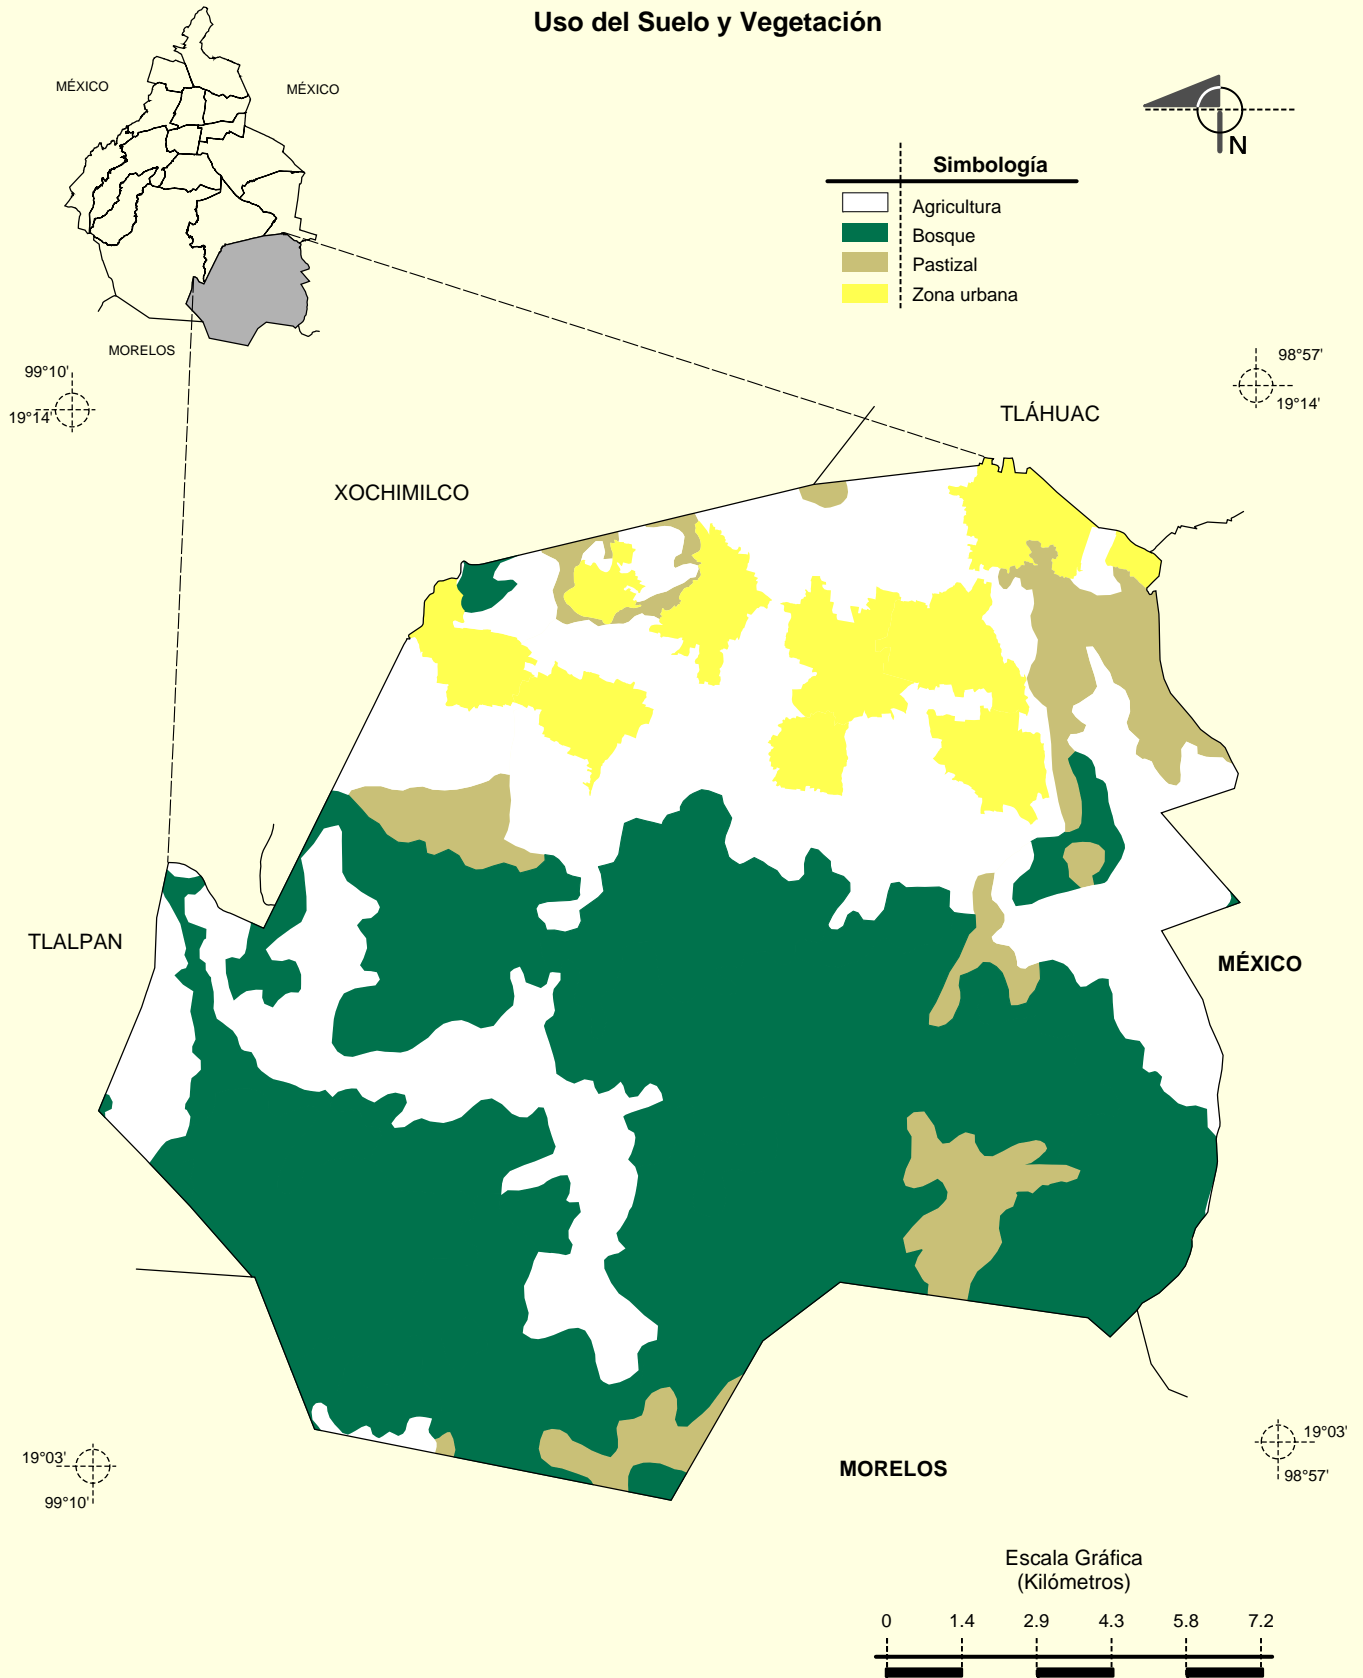 Uso del Suelo y Vegetación
MÉXICO
MÉXICO
N
Simbología
Agricultura
Bosque
Pastizal
Zona urbana
MORELOS
99°10'
19°14'
98°57'
19°14'
TLÁHUAC
XOCHIMILCO
TLALPAN
MÉXICO
19°03'
99°10'
MORELOS
19°03'
98°57'
Escala Gráfica
(Kilómetros)
0 1.4 2.9 4.3 5.8 7.2